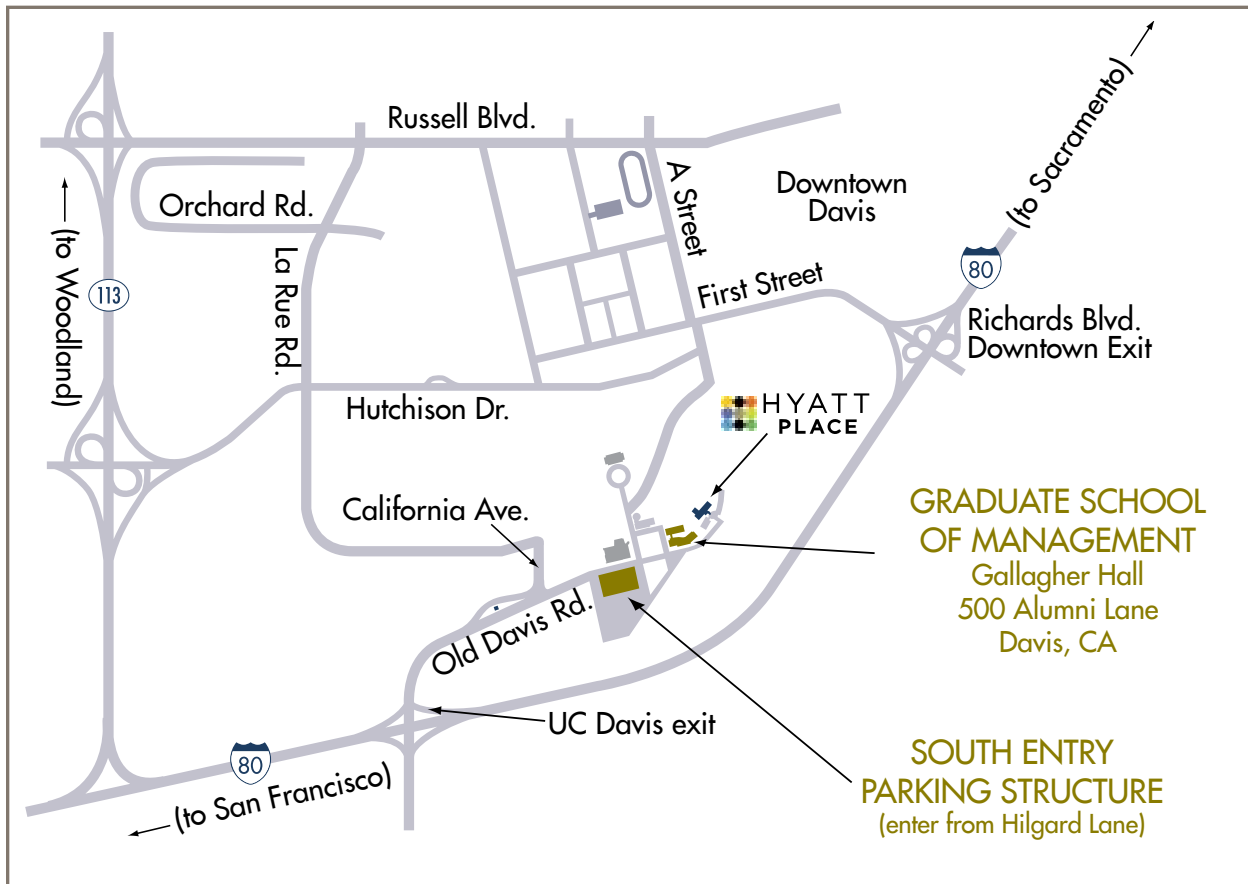 Russell Blvd.
(to Sacramento)
A Street
Downtown
Davis
Orchard Rd.
(to Woodland)
113
La Rue Rd.
First Street
80
Richards Blvd.
Downtown Exit
Hutchison Dr.
HYATT
PLACE
California Ave.
GRADUATE SCHOOL
OF MANAGEMENT
Gallagher Hall
500 Alumni Lane
Davis, CA
Old Davis Rd.
UC Davis exit
80
(to San Francisco)
SOUTH ENTRY
PARKING STRUCTURE
(enter from Hilgard Lane)